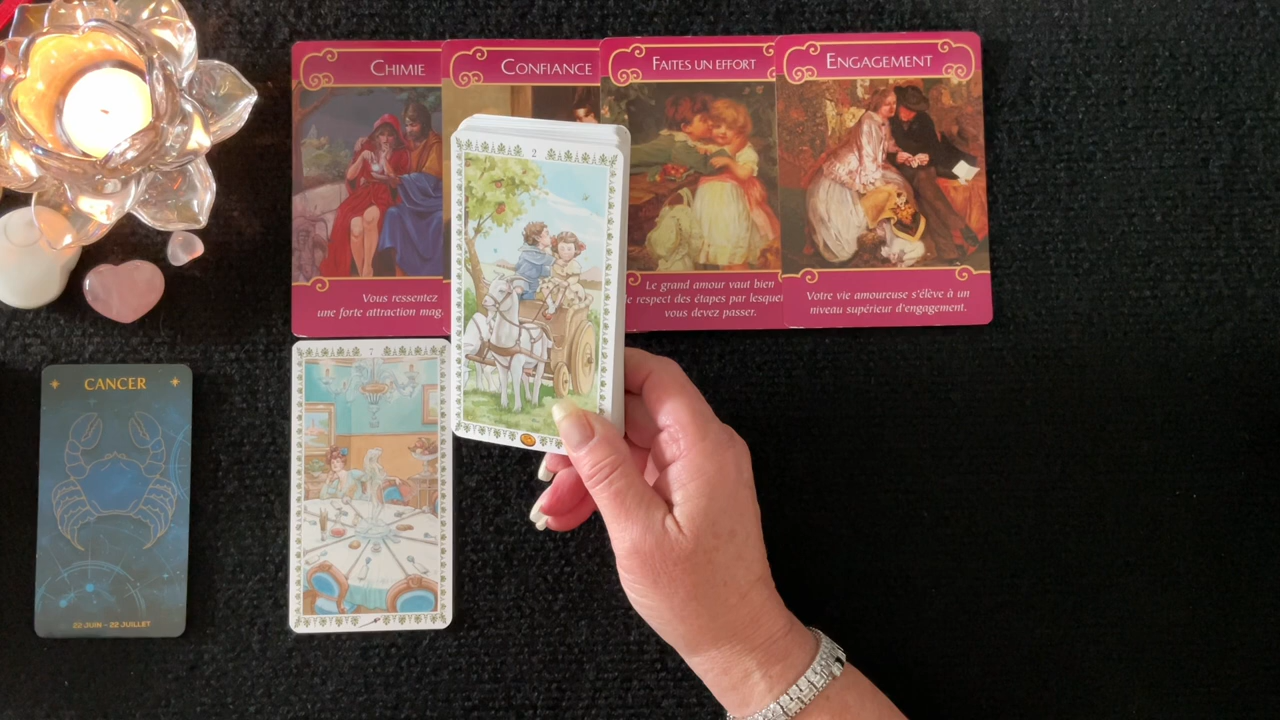 CHIMIE
CONFIANCE
FAITES UN EFFORT
ENGAGEMENT
Vous ressentez
une forte attraction mag
Le grand amour vaut bien
le respect des étapes par
vous devez passer.
Votre vie amoureuse s'élève à un
niveau supérieur d'engagement.
2
7
CANCER
22 JUIN - 22 JUILLET